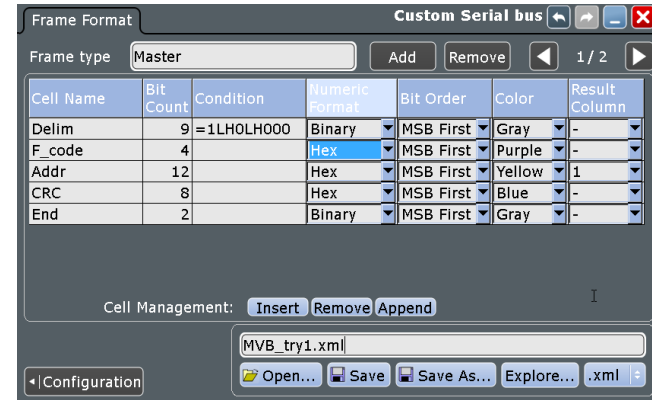 Frame Format Custom Serial bus
Frame type Master Add Remove 1/2
Cell Name Bit Count Condition Numeric Format Bit Order Color Result Column
Delim 9 =1LH0LH000 Binary MSB First Gray -
F_code 4 Hex MSB First Purple -
Addr 12 Hex MSB First Yellow 1
CRC 8 Hex MSB First Blue -
End 2 Binary MSB First Gray -
Cell Management: Insert Remove Append
MVB_try1.xml
Configuration Open... Save Save As... Explore... .xml